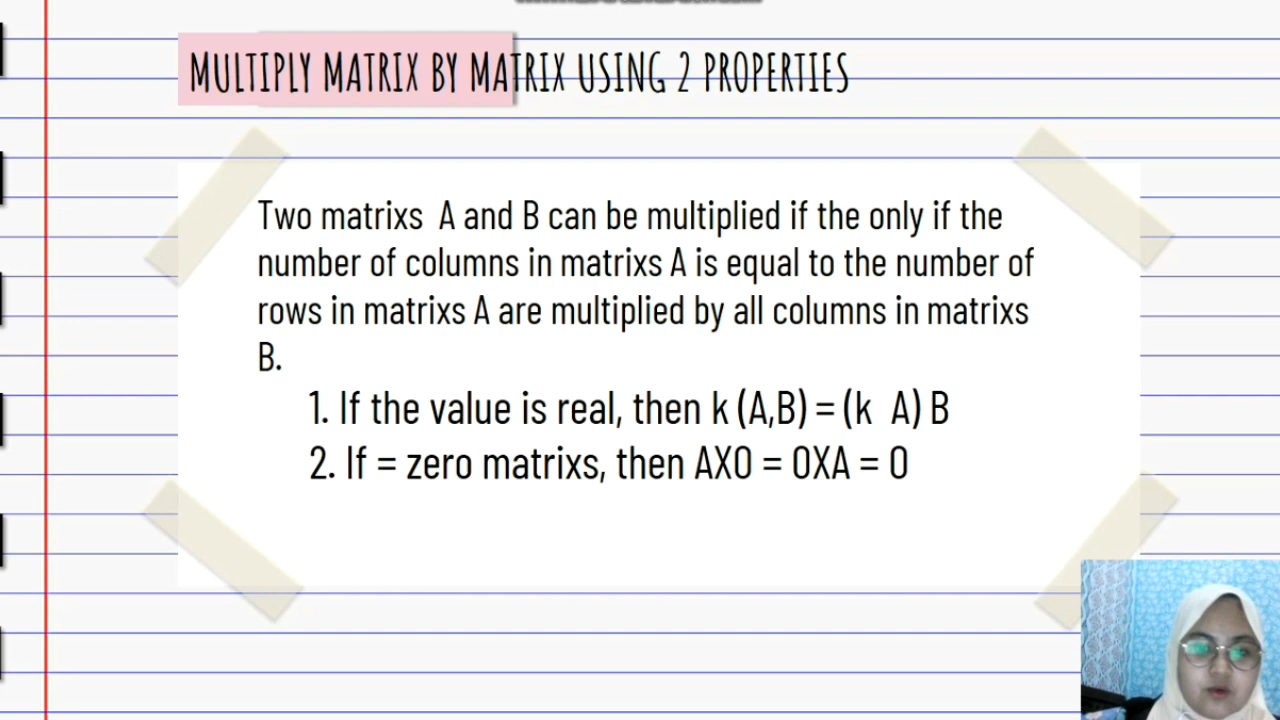 MULTIPLY MATRIX BY MATRIX USING 2 PROPERTIES
Two matrixs A and B can be multiplied if the only if the
number of columns in matrixs A is equal to the number of
rows in matrixs A are multiplied by all columns in matrixs
B.
1. If the value is real, then k (A,B) = (k A) B
2. If = zero matrixs, then AX0 = 0XA = 0